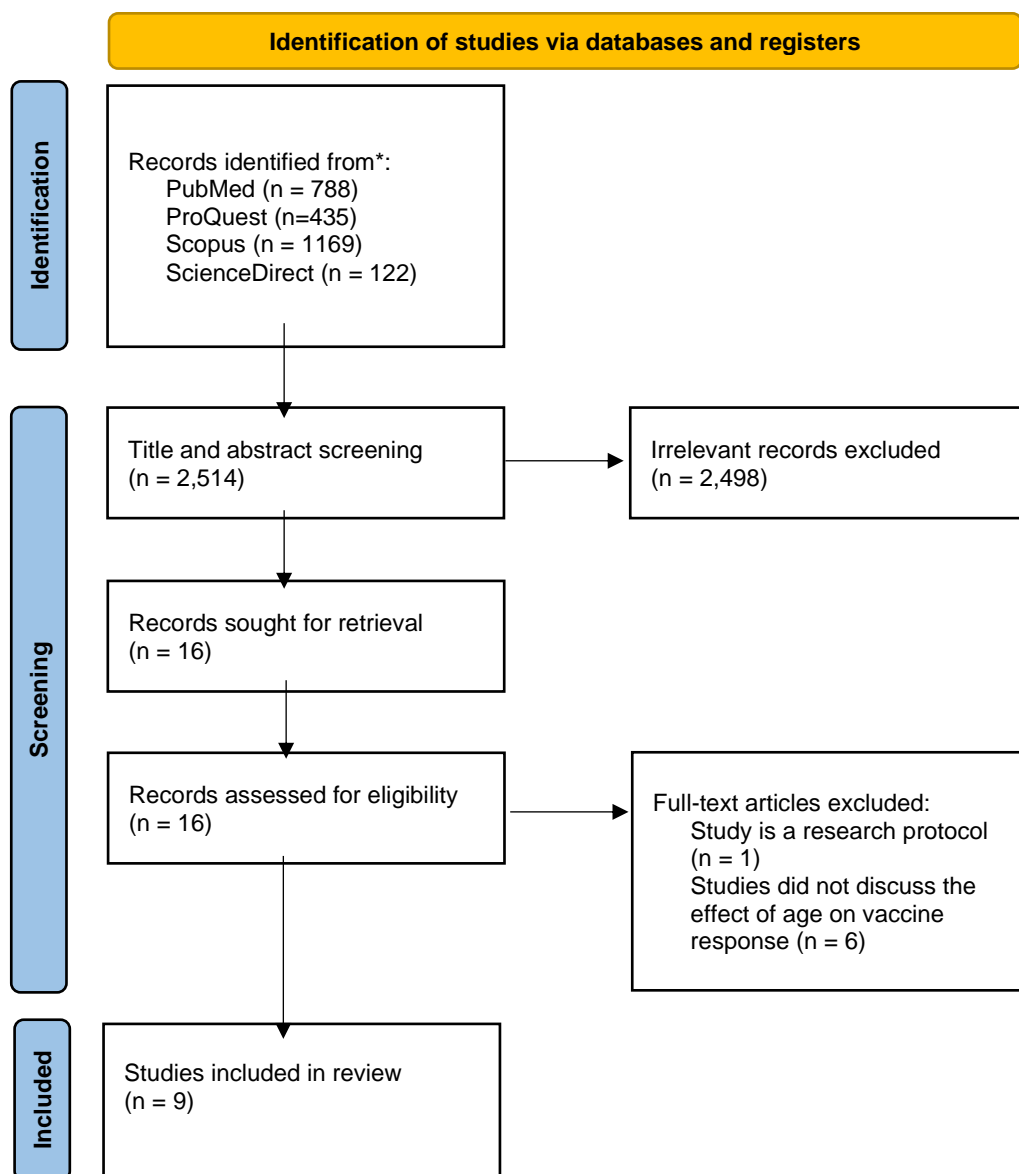 Identification of studies via databases and registers
Identification
Records identified from*:
PubMed (n = 788)
ProQuest (n=435)
Scopus (n = 1169)
ScienceDirect (n = 122)
Screening
Title and abstract screening
(n = 2,514)
Irrelevant records excluded
(n = 2,498)
Records sought for retrieval
(n = 16)
Records assessed for eligibility
(n = 16)
Full-text articles excluded:
Study is a research protocol
(n = 1)
Studies did not discuss the
effect of age on vaccine
response (n = 6)
Included
Studies included in review
(n = 9)